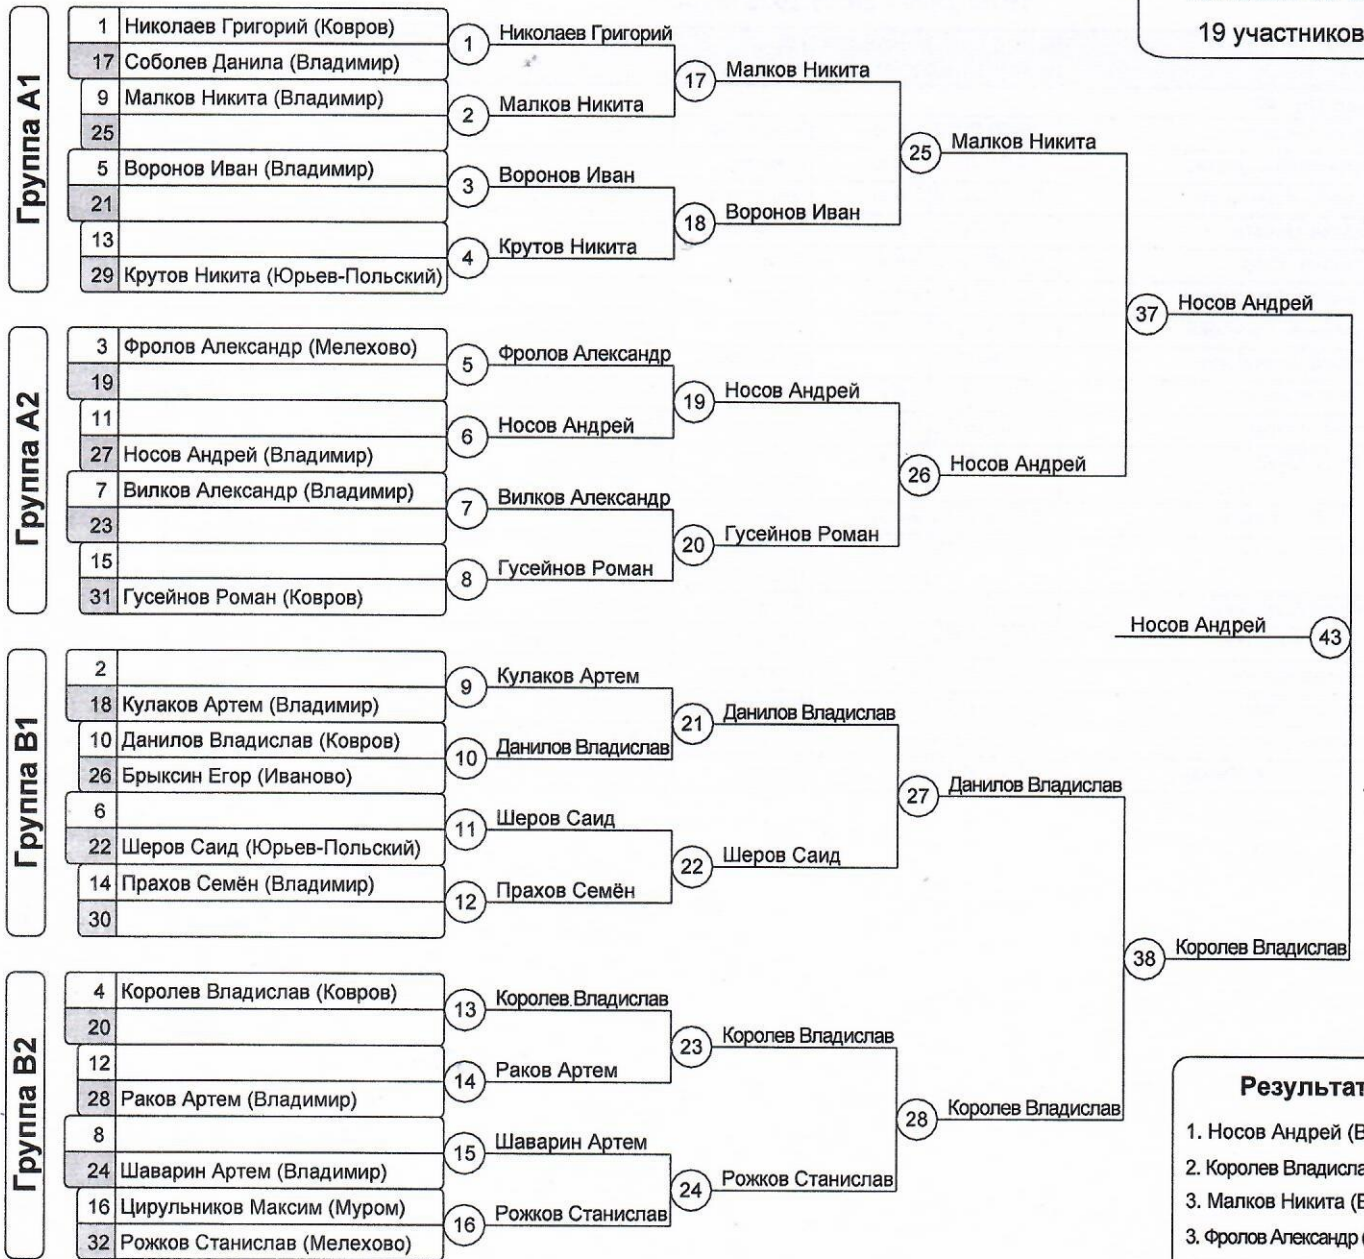 19 участников
Группа A1
1 Николаев Григорий (Ковров)
17 Соболев Данила (Владимир)
9 Малков Никита (Владимир)
25
5 Воронов Иван (Владимир)
21
13
29 Крутов Никита (Юрьев-Польский)
1 Николаев Григорий
2 Малков Никита
3 Воронов Иван
4 Крутов Никита
17 Малков Никита
18 Воронов Иван
25 Малков Никита
Группа A2
3 Фролов Александр (Мелехово)
19
11
27 Носов Андрей (Владимир)
7 Вилков Александр (Владимир)
23
15
31 Гусейнов Роман (Ковров)
5 Фролов Александр
6 Носов Андрей
7 Вилков Александр
8 Гусейнов Роман
19 Носов Андрей
20 Гусейнов Роман
26 Носов Андрей
37 Носов Андрей
Группа B1
2
18 Кулаков Артем (Владимир)
10 Данилов Владислав (Ковров)
26 Брыксин Егор (Иваново)
6
22 Шеров Саид (Юрьев-Польский)
14 Прахов Семён (Владимир)
30
9 Кулаков Артем
10 Данилов Владислав
11 Шеров Саид
12 Прахов Семён
21 Данилов Владислав
22 Шеров Саид
27 Данилов Владислав
Группа B2
4 Королев Владислав (Ковров)
20
12
28 Раков Артем (Владимир)
8
24 Шаварин Артем (Владимир)
16 Цирульников Максим (Муром)
32 Рожков Станислав (Мелехово)
13 Королев Владислав
14 Раков Артем
15 Шаварин Артем
16 Рожков Станислав
23 Королев Владислав
24 Рожков Станислав
28 Королев Владислав
38 Королев Владислав
Носов Андрей 43
Результат
1. Носов Андрей (В
2. Королев Владисла
3. Малков Никита (В
3. Фролов Александр (